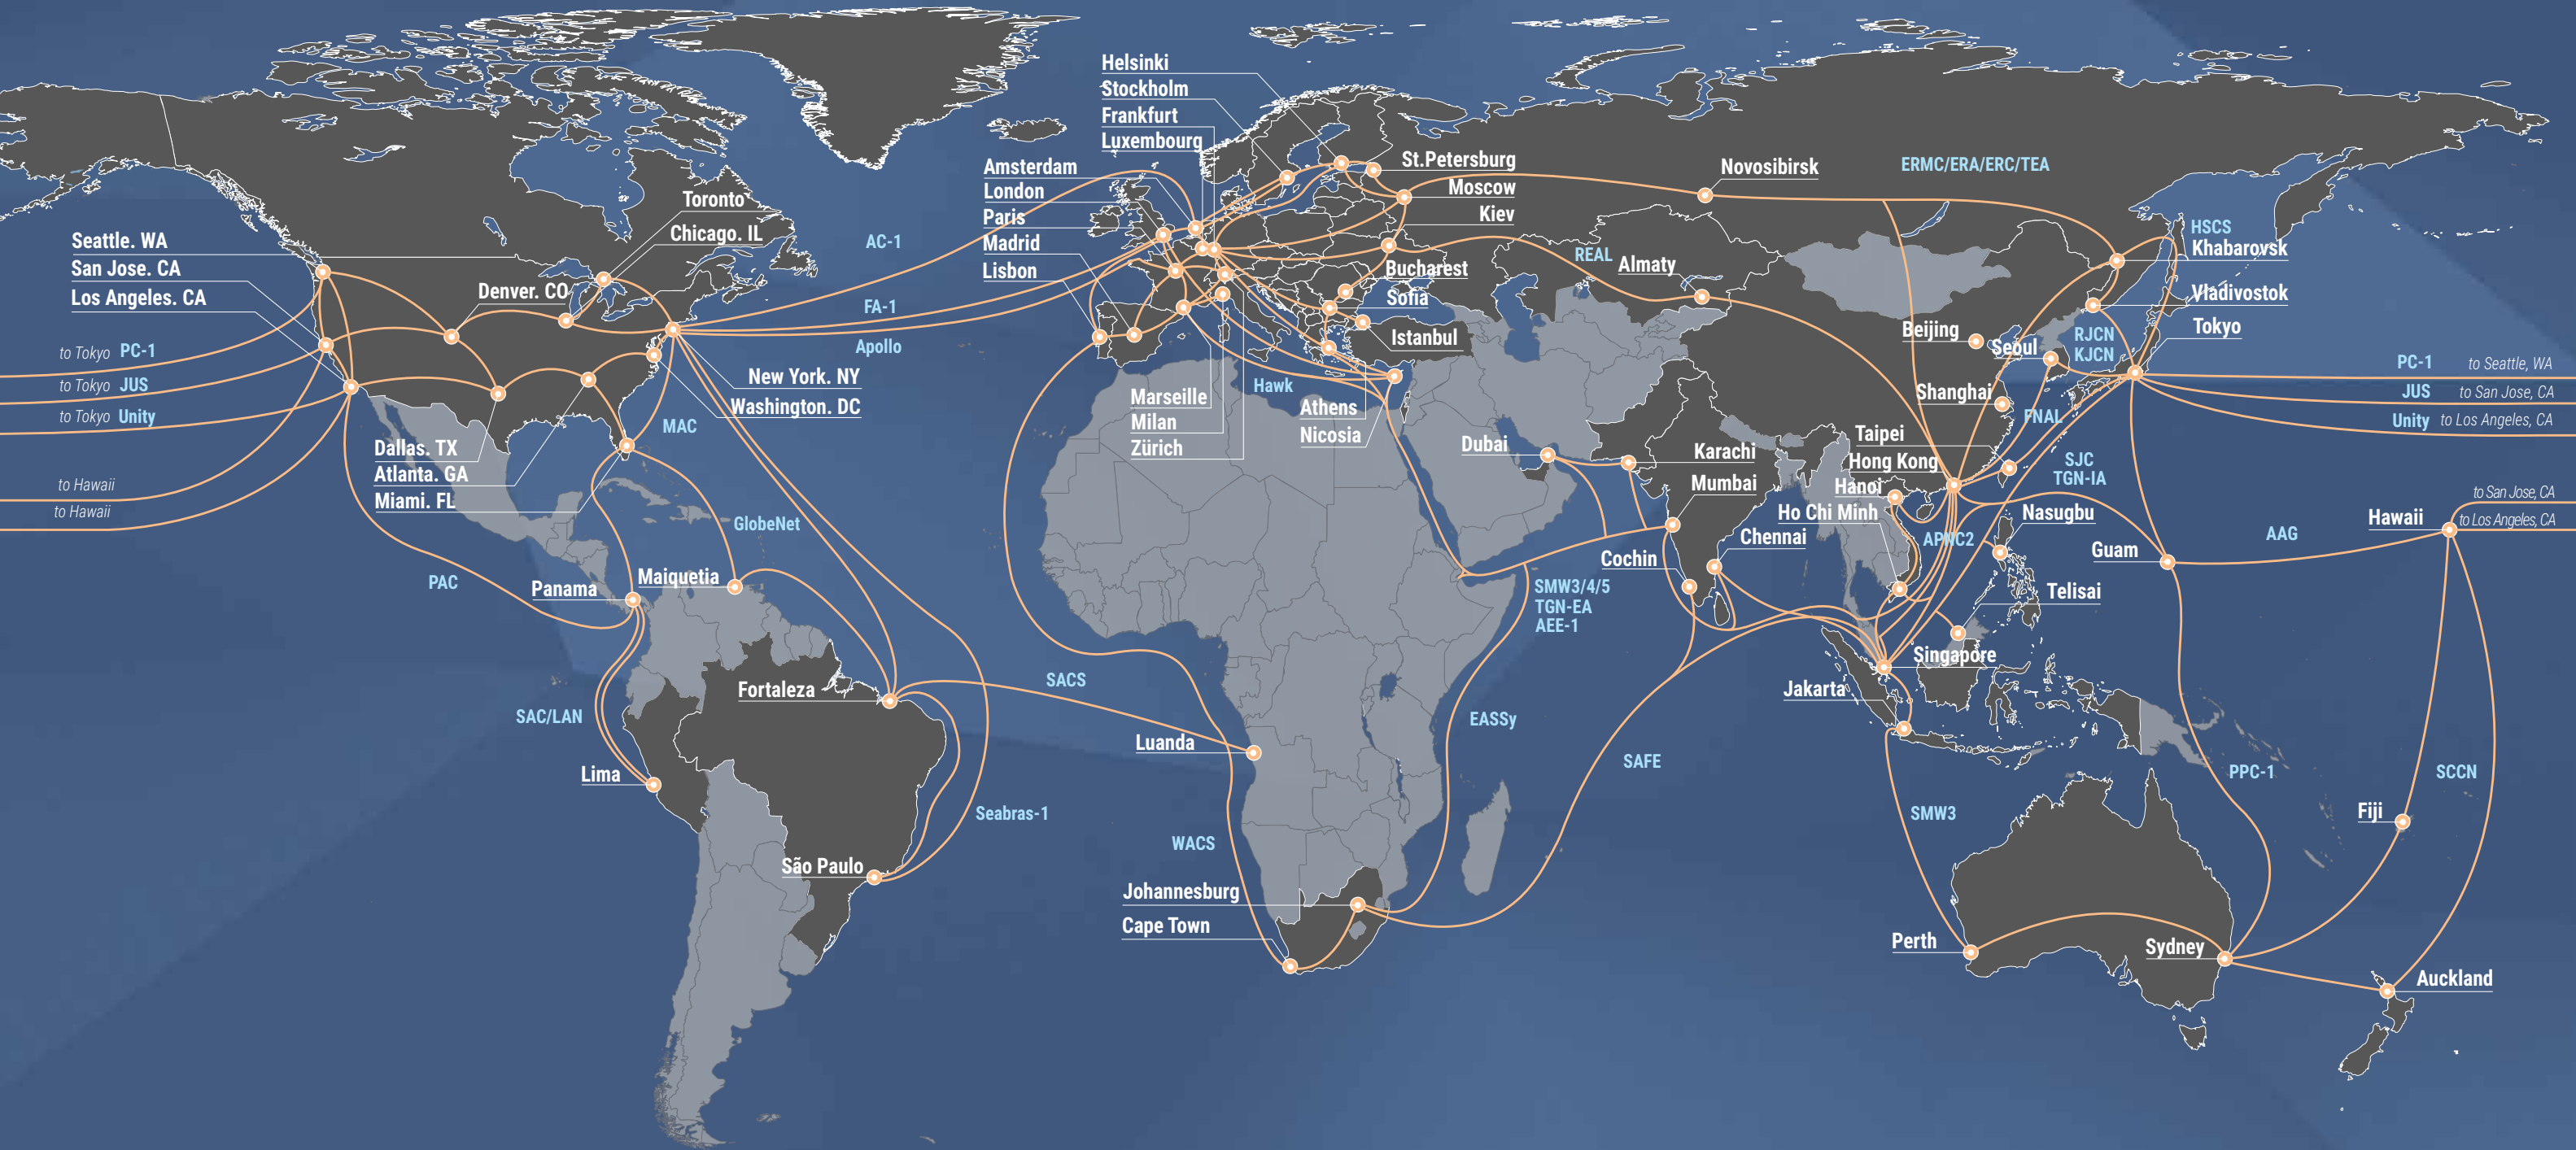 Helsinki
Stockholm
Frankfurt
Luxembourg
Amsterdam
London
Paris
Madrid
Lisbon
St.Petersburg
Moscow
Kiev
Novosibirsk
ERMC/ERA/ERC/TEA
Toronto
Chicago. IL
Seattle. WA
San Jose. CA
Los Angeles. CA
Denver. CO
AC-1
FA-1
Apollo
to Tokyo PC-1
to Tokyo JUS
to Tokyo Unity
to Hawaii
to Hawaii
New York. NY
Washington. DC
MAC
Dallas. TX
Atlanta. GA
Miami. FL
GlobeNet
PAC
Panama
Maiquetia
SAC/LAN
Fortaleza
Lima
São Paulo
Seabras-1
SACS
Luanda
WACS
Johannesburg
Cape Town
Bucharest
Sofia
Istanbul
Hawk
Marseille
Milan
Zürich
Athens
Nicosia
REAL
Almaty
HSCS
Khabarovsk
Vladivostok
Tokyo
Beijing
Seoul
RJCN
KJCN
Shanghai
FNAL
PC-1 to Seattle, WA
JUS to San Jose, CA
Unity to Los Angeles, CA
Dubai
Karachi
Mumbai
Chennai
Cochin
Taipei
Hong Kong
Hanoi
Ho Chi Minh
SJC
TGN-IA
Nasugbu
APNC2
Guam
AAG
Hawaii
to San Jose, CA
to Los Angeles, CA
SMW3/4/5
TGN-EA
AEE-1
Telisai
Singapore
Jakarta
EASSy
SAFE
SMW3
PPC-1
SCCN
Fiji
Perth
Sydney
Auckland